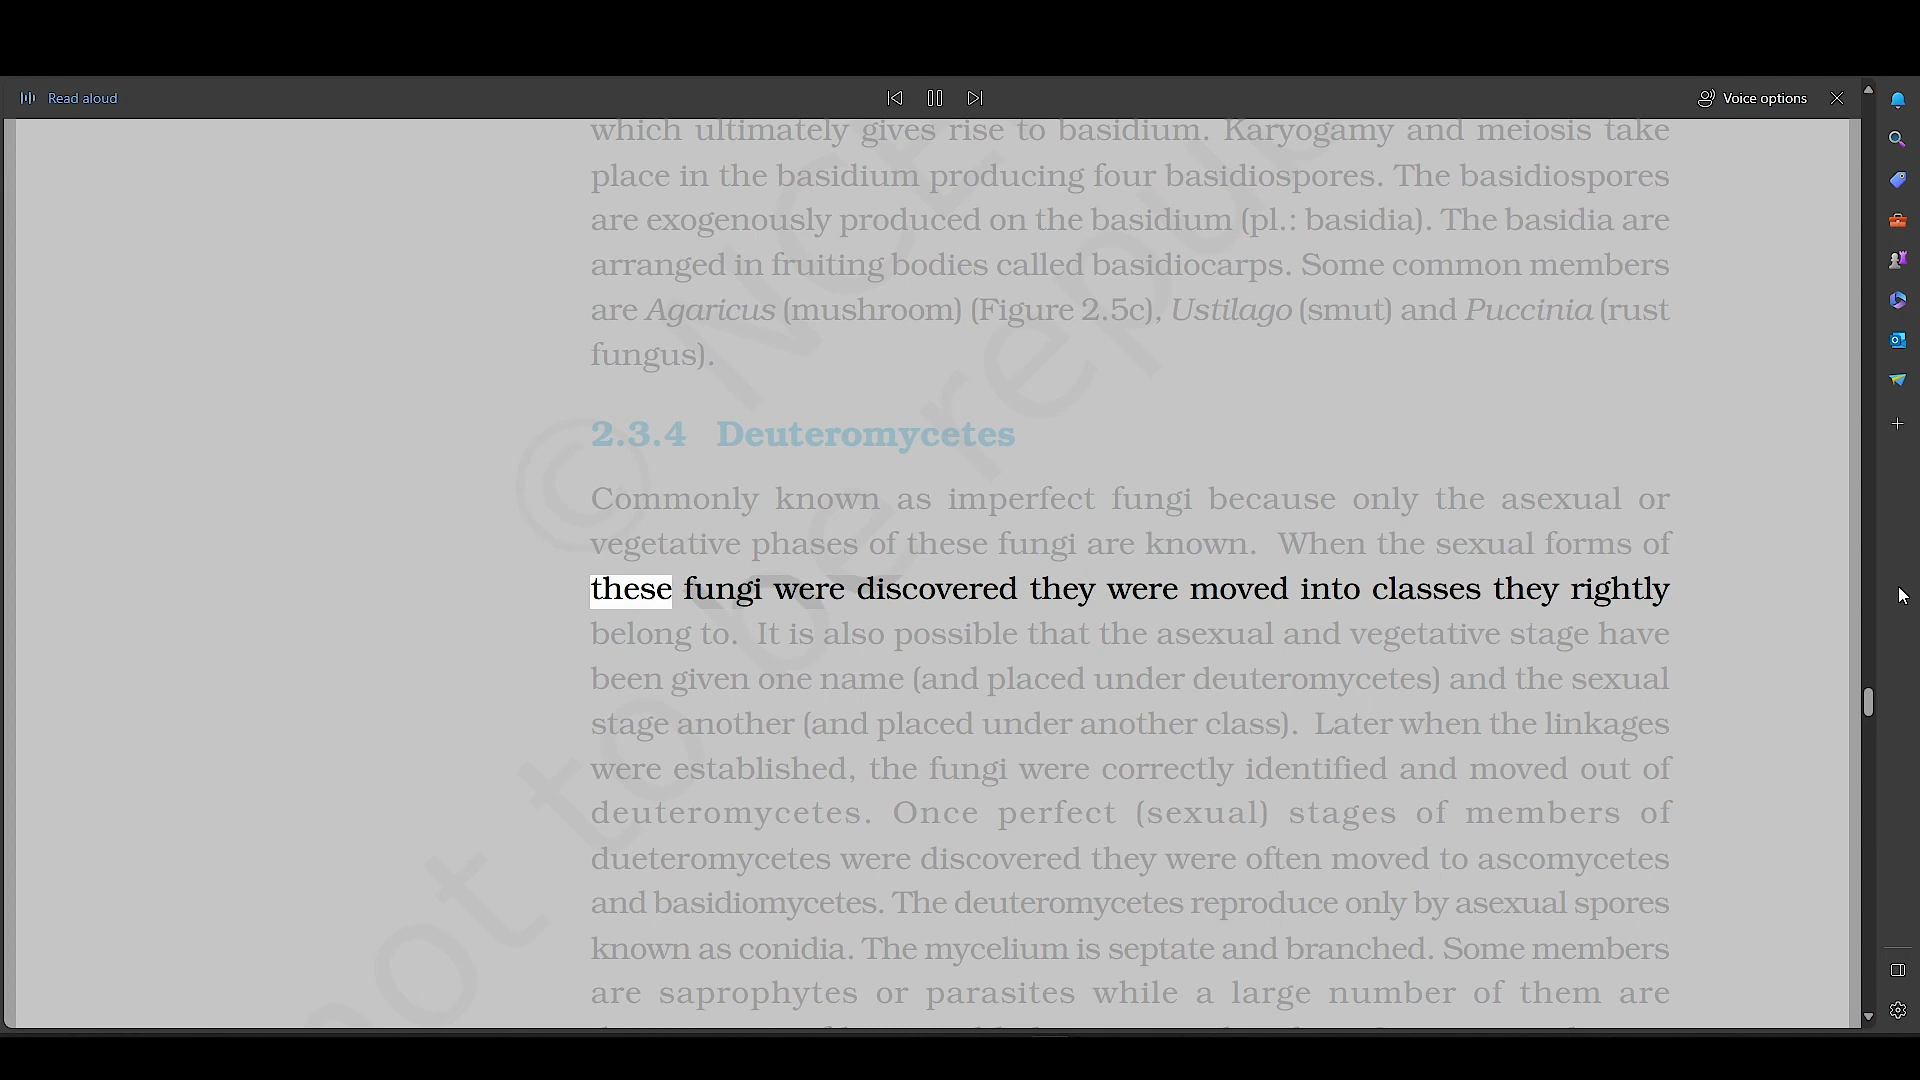 Read aloud
Voice options
which ultimately gives rise to basidium. Karyogamy and meiosis take
place in the basidium producing four basidiospores. The basidiospores
are exogenously produced on the basidium (pl.: basidia). The basidia are
arranged in fruiting bodies called basidiocarps. Some common members
are Agaricus (mushroom) (Figure 2.5c), Ustilago (smut) and Puccinia (rust
fungus).
2.3.4 Deuteromycetes
Commonly known as imperfect fungi because only the asexual or
vegetative phases of these fungi are known. When the sexual forms of
these fungi were discovered they were moved into classes they rightly
belong to. It is also possible that the asexual and vegetative stage have
been given one name (and placed under deuteromycetes) and the sexual
stage another (and placed under another class). Later when the linkages
were established, the fungi were correctly identified and moved out of
deuteromycetes. Once perfect (sexual) stages of members of
dueteromycetes were discovered they were often moved to ascomycetes
and basidiomycetes. The deuteromycetes reproduce only by asexual spores
known as conidia. The mycelium is septate and branched. Some members
are saprophytes or parasites while a large number of them are
© NCE
not to be repub